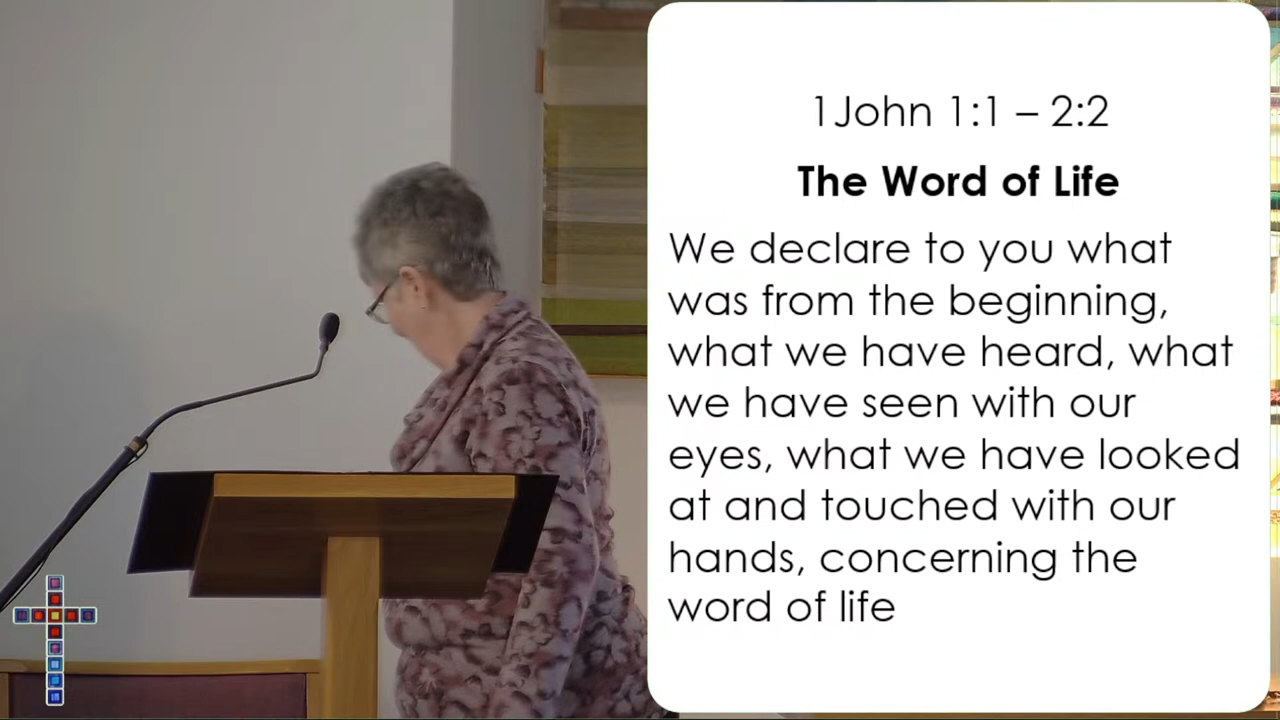 1John 1:1 – 2:2
The Word of Life
We declare to you what
was from the beginning,
what we have heard, what
we have seen with our
eyes, what we have looked
at and touched with our
hands, concerning the
word of life